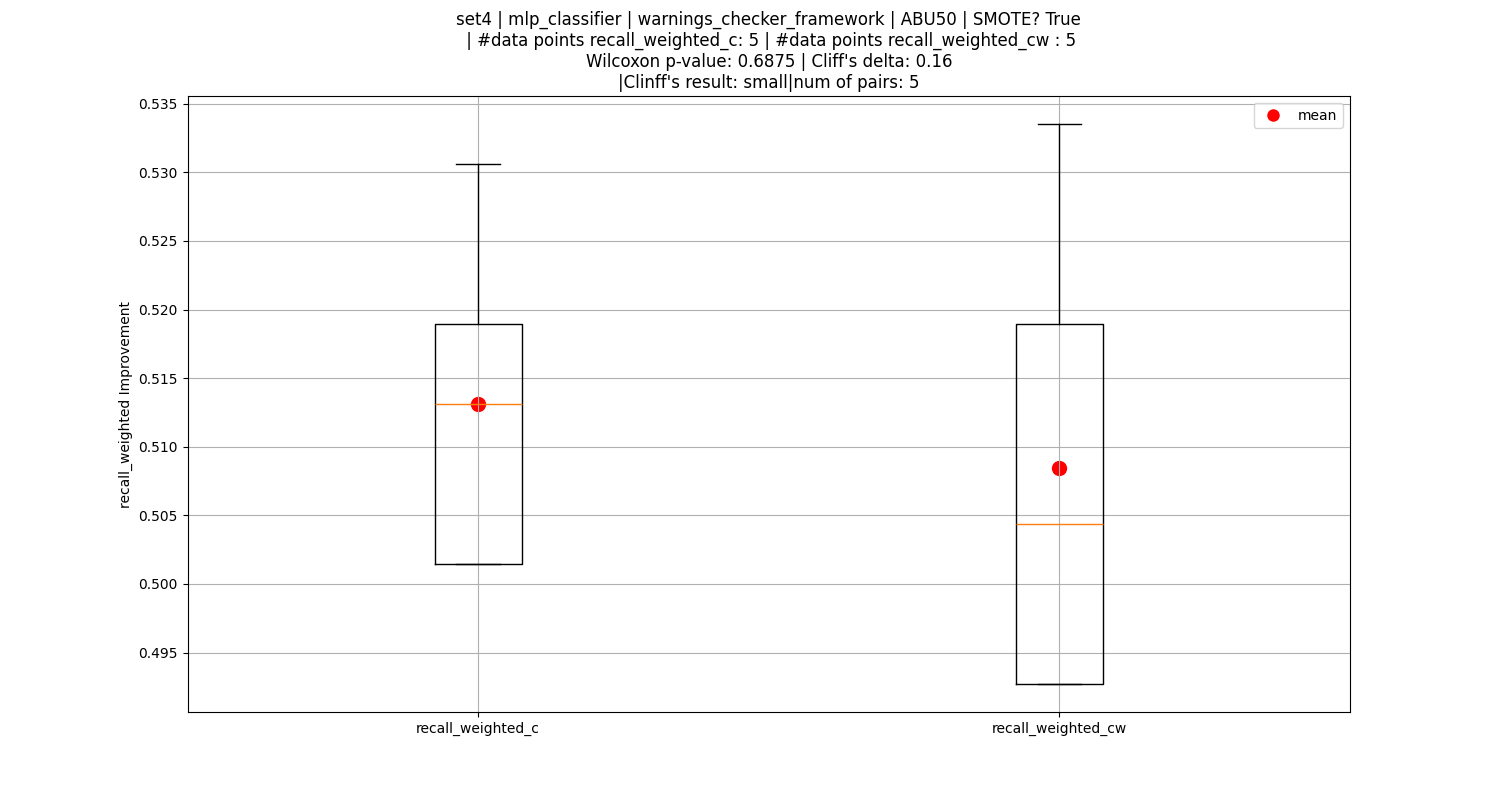 set4 | mlp_classifier | warnings_checker_framework | ABU50 | SMOTE? True
| #data points recall_weighted_c: 5 | #data points recall_weighted_cw : 5
Wilcoxon p-value: 0.6875 | Cliff's delta: 0.16
|Clinff's result: small|num of pairs: 5
mean
recall_weighted Improvement
0.535
0.530
0.525
0.520
0.515
0.510
0.505
0.500
0.495
recall_weighted_c
recall_weighted_cw